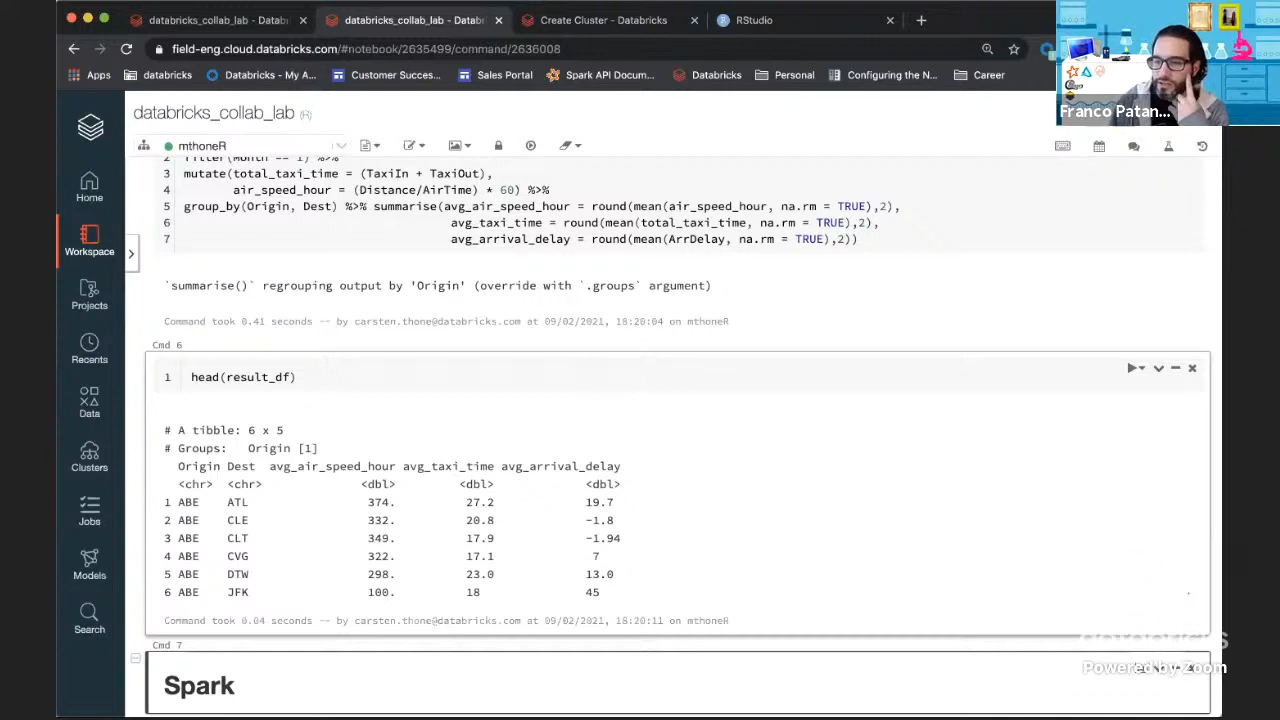 databricks_collab_lab - Databri
databricks_collab_lab - Databri
Create Cluster - Databricks
RStudio
field-eng.cloud.databricks.com/#notebook/2635499/command/2636008
Apps
databricks
Databricks - My A...
Customer Succes...
Sales Portal
Spark API Docum...
Databricks
Personal
Configuring the N...
Career
Franco Patan...
databricks_collab_lab (R)
mthoneR
Home
Workspace
Projects
Recents
Data
Clusters
Jobs
Models
Search
2 filter(Month == 1) %>%
3 mutate(total_taxi_time = (TaxiIn + TaxiOut),
4 air_speed_hour = (Distance/AirTime) * 60) %>%
5 group_by(Origin, Dest) %>% summarise(avg_air_speed_hour = round(mean(air_speed_hour, na.rm = TRUE),2),
6 avg_taxi_time = round(mean(total_taxi_time, na.rm = TRUE),2),
7 avg_arrival_delay = round(mean(ArrDelay, na.rm = TRUE),2))
`summarise()` regrouping output by 'Origin' (override with `.groups` argument)
Command took 0.41 seconds -- by carsten.thone@databricks.com at 09/02/2021, 18:20:04 on mthoneR
Cmd 6
1 head(result_df)
# A tibble: 6 x 5
# Groups: Origin [1]
Origin Dest avg_air_speed_hour avg_taxi_time avg_arrival_delay
<chr> <chr> <dbl> <dbl> <dbl>
1 ABE ATL 374. 27.2 19.7
2 ABE CLE 332. 20.8 -1.8
3 ABE CLT 349. 17.9 -1.94
4 ABE CVG 322. 17.1 7
5 ABE DTW 298. 23.0 13.0
6 ABE JFK 100. 18 45
Command took 0.04 seconds -- by carsten.thone@databricks.com at 09/02/2021, 18:20:11 on mthoneR
Cmd 7
Spark
databricks
Powered by Zoom